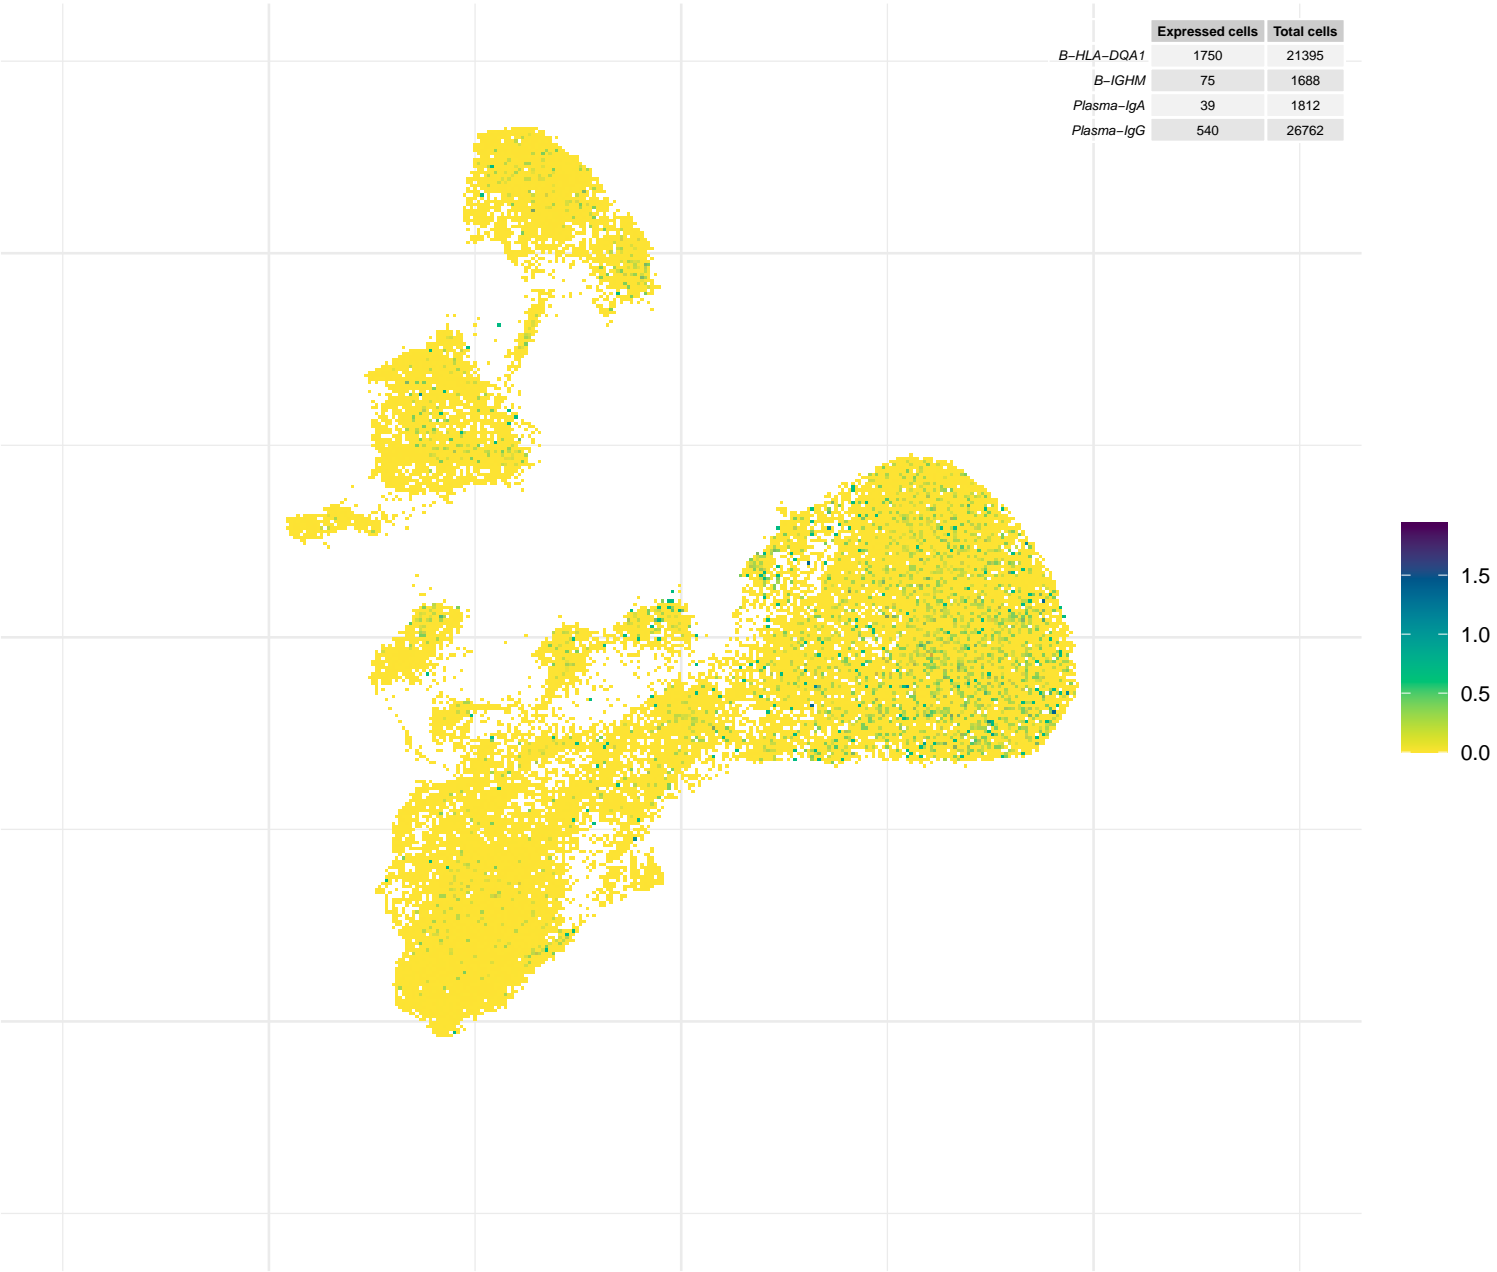 Expressed cells Total cells
B−HLA−DQA1 1750 21395
B−IGHM 75 1688
Plasma−IgA 39 1812
Plasma−IgG 540 26762
1.5
1.0
0.5
0.0